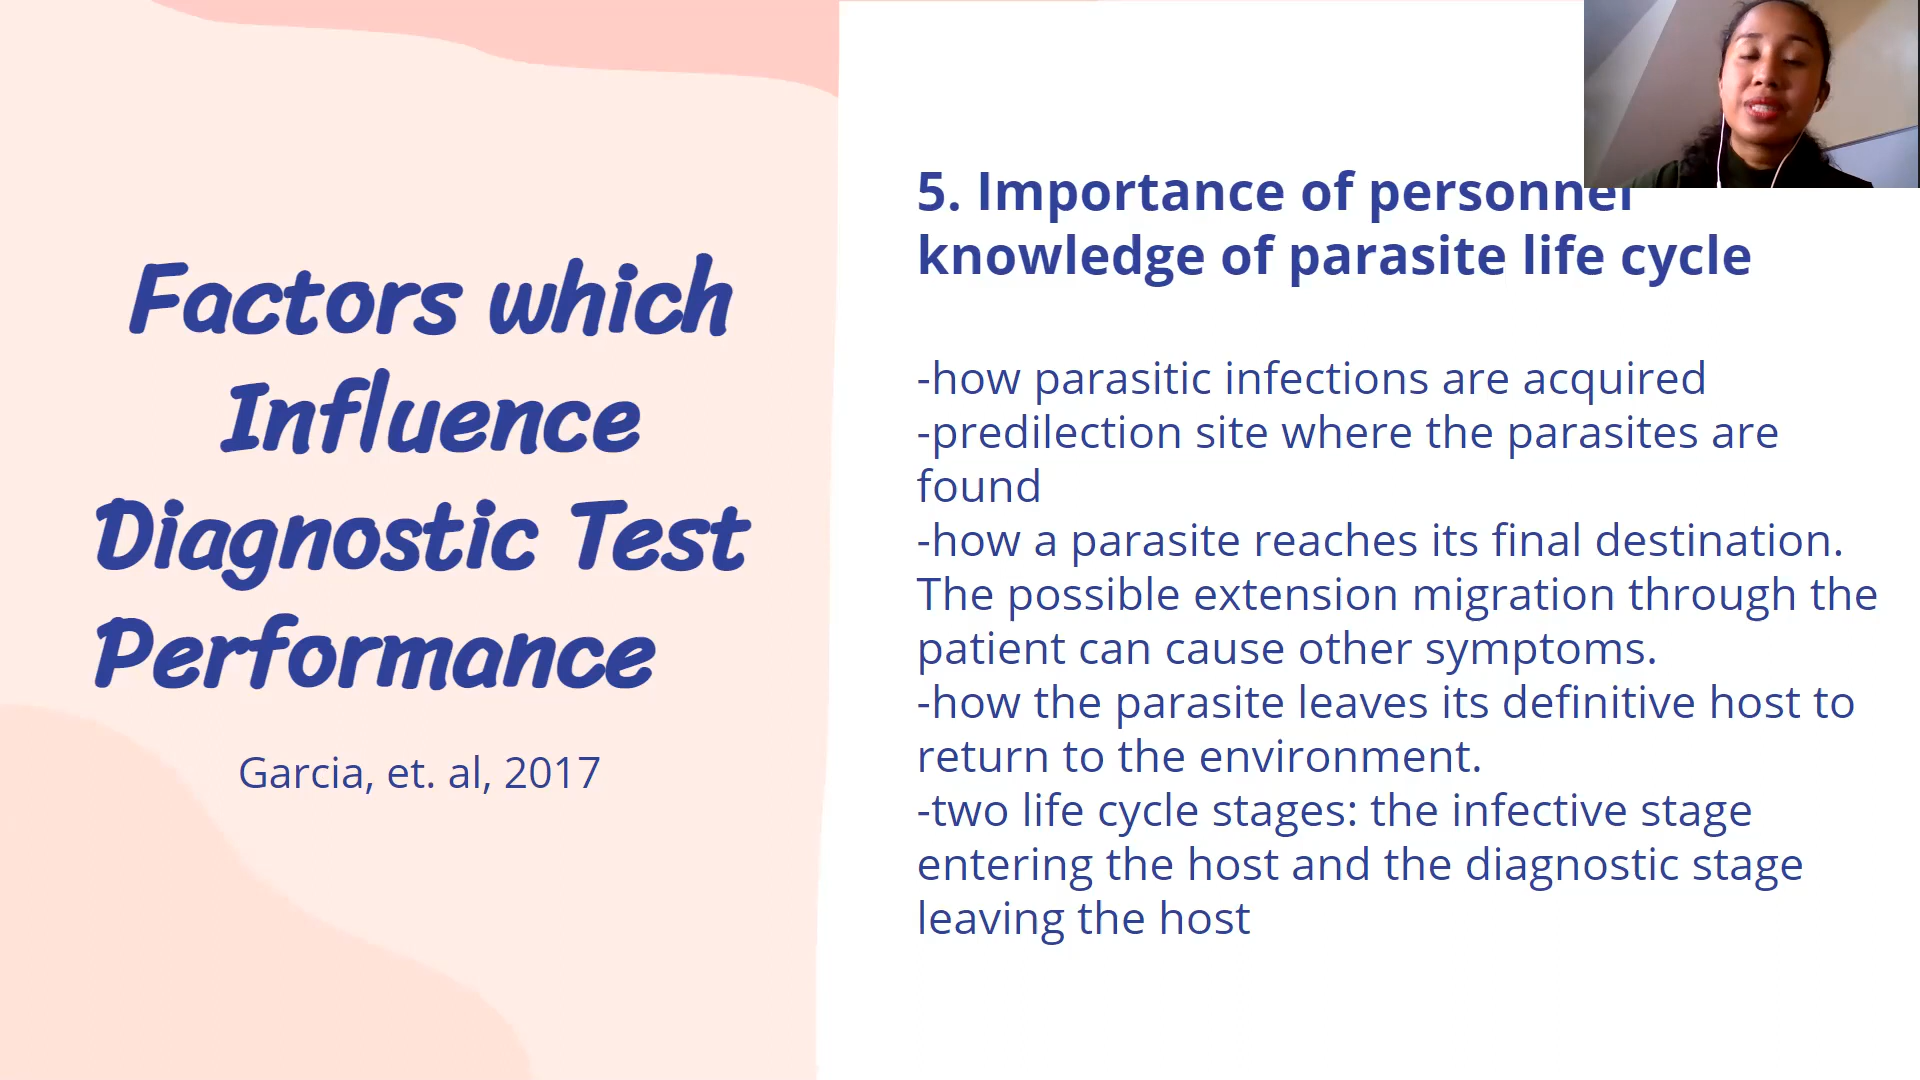 Factors which
Influence
Diagnostic Test
Performance
Garcia, et. al, 2017
5. Importance of personnel
knowledge of parasite life cycle
-how parasitic infections are acquired
-predilection site where the parasites are
found
-how a parasite reaches its final destination.
The possible extension migration through the
patient can cause other symptoms.
-how the parasite leaves its definitive host to
return to the environment.
-two life cycle stages: the infective stage
entering the host and the diagnostic stage
leaving the host